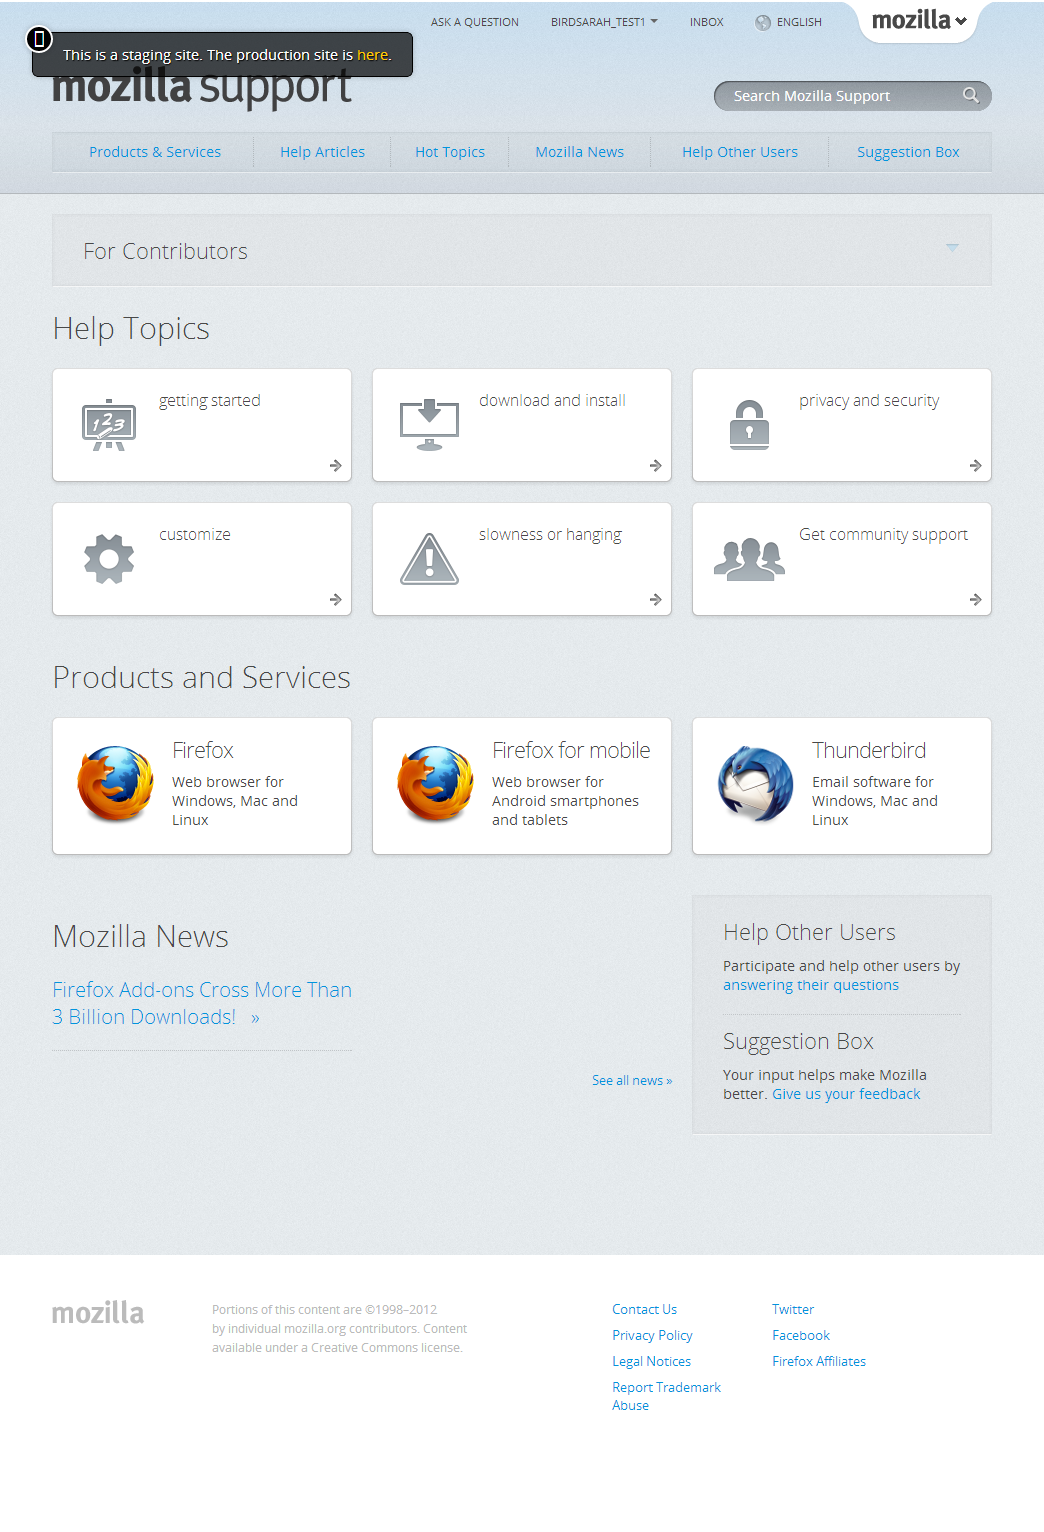 ASK A QUESTION BIRDSARAH_TEST1 INBOX ENGLISH mozilla
This is a staging site. The production site is here.
mozilla support
Search Mozilla Support
Products & Services Help Articles Hot Topics Mozilla News Help Other Users Suggestion Box
For Contributors
Help Topics
getting started download and install privacy and security
123
customize slowness or hanging Get community support
Products and Services
Firefox
Web browser for
Windows, Mac and
Linux
Firefox for mobile
Web browser for
Android smartphones
and tablets
Thunderbird
Email software for
Windows, Mac and
Linux
Mozilla News
Firefox Add-ons Cross More Than
3 Billion Downloads! »
See all news »
Help Other Users
Participate and help other users by
answering their questions
Suggestion Box
Your input helps make Mozilla
better. Give us your feedback
mozilla
Portions of this content are ©1998–2012
by individual mozilla.org contributors. Content
available under a Creative Commons license.
Contact Us
Privacy Policy
Legal Notices
Report Trademark
Abuse
Twitter
Facebook
Firefox Affiliates